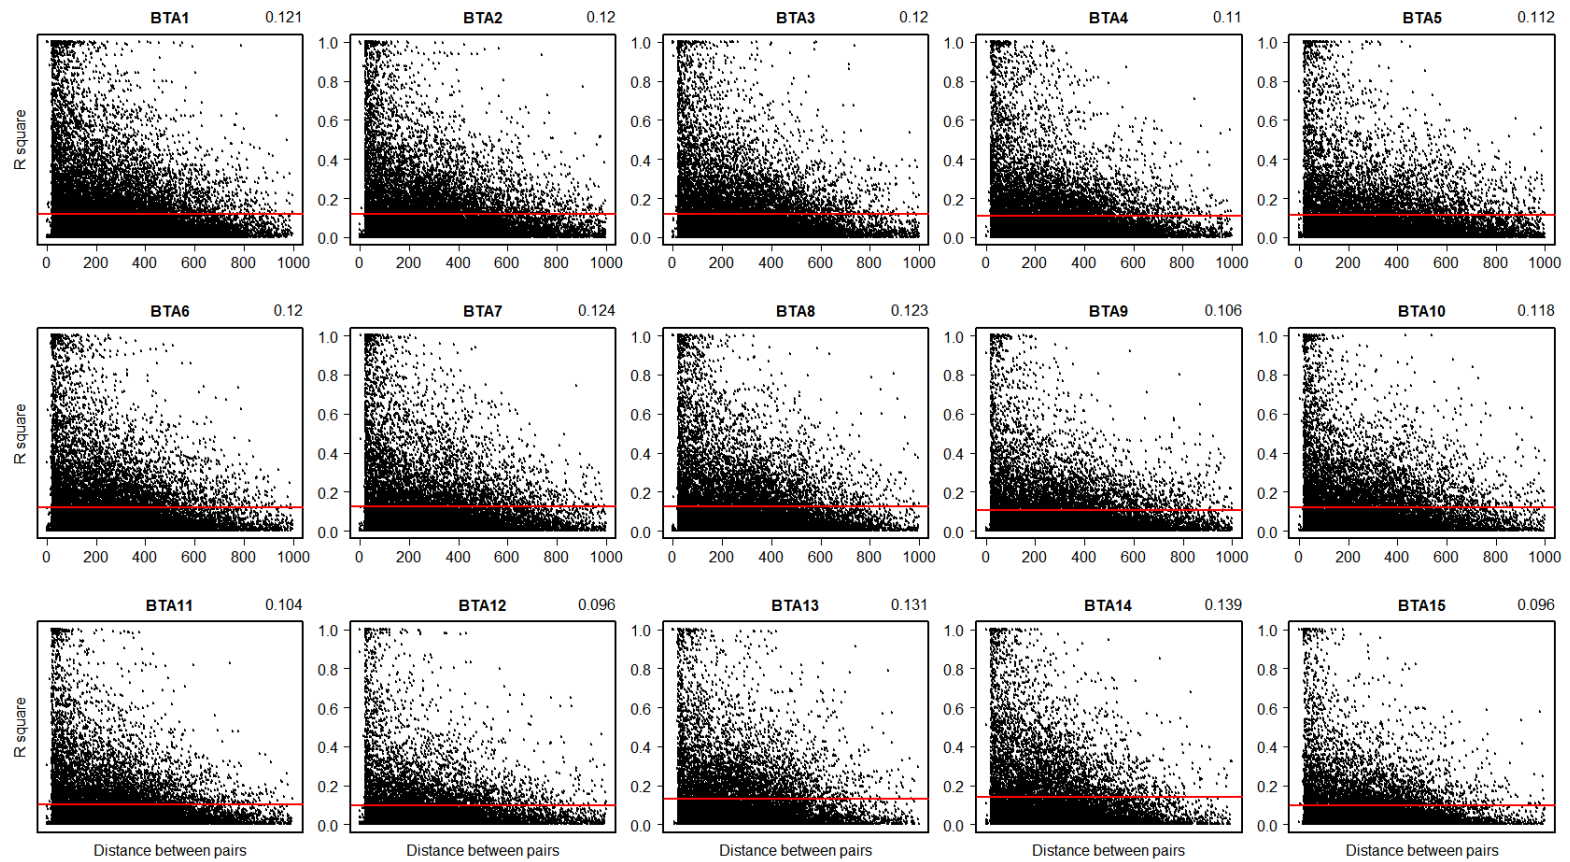 BTA1 0.121 BTA2 0.12 BTA3 0.12 BTA4 0.11 BTA5 0.112
R square
1.0 1.0 1.0 1.0
0.8 0.8 0.8 0.8
0.6 0.6 0.6 0.6
0.4 0.4 0.4 0.4
0.2 0.2 0.2 0.2
0.0 0.0 0.0 0.0
0 200 400 600 800 1000 0 200 400 600 800 1000 0 200 400 600 800 1000 0 200 400 600 800 1000 0 200 400 600 800 1000
BTA6 0.12 BTA7 0.124 BTA8 0.123 BTA9 0.106 BTA10 0.118
R square
1.0 1.0 1.0 1.0
0.8 0.8 0.8 0.8
0.6 0.6 0.6 0.6
0.4 0.4 0.4 0.4
0.2 0.2 0.2 0.2
0.0 0.0 0.0 0.0
0 200 400 600 800 1000 0 200 400 600 800 1000 0 200 400 600 800 1000 0 200 400 600 800 1000 0 200 400 600 800 1000
BTA11 0.104 BTA12 0.096 BTA13 0.131 BTA14 0.139 BTA15 0.096
R square
1.0 1.0 1.0 1.0
0.8 0.8 0.8 0.8
0.6 0.6 0.6 0.6
0.4 0.4 0.4 0.4
0.2 0.2 0.2 0.2
0.0 0.0 0.0 0.0
Distance between pairs Distance between pairs Distance between pairs Distance between pairs Distance between pairs